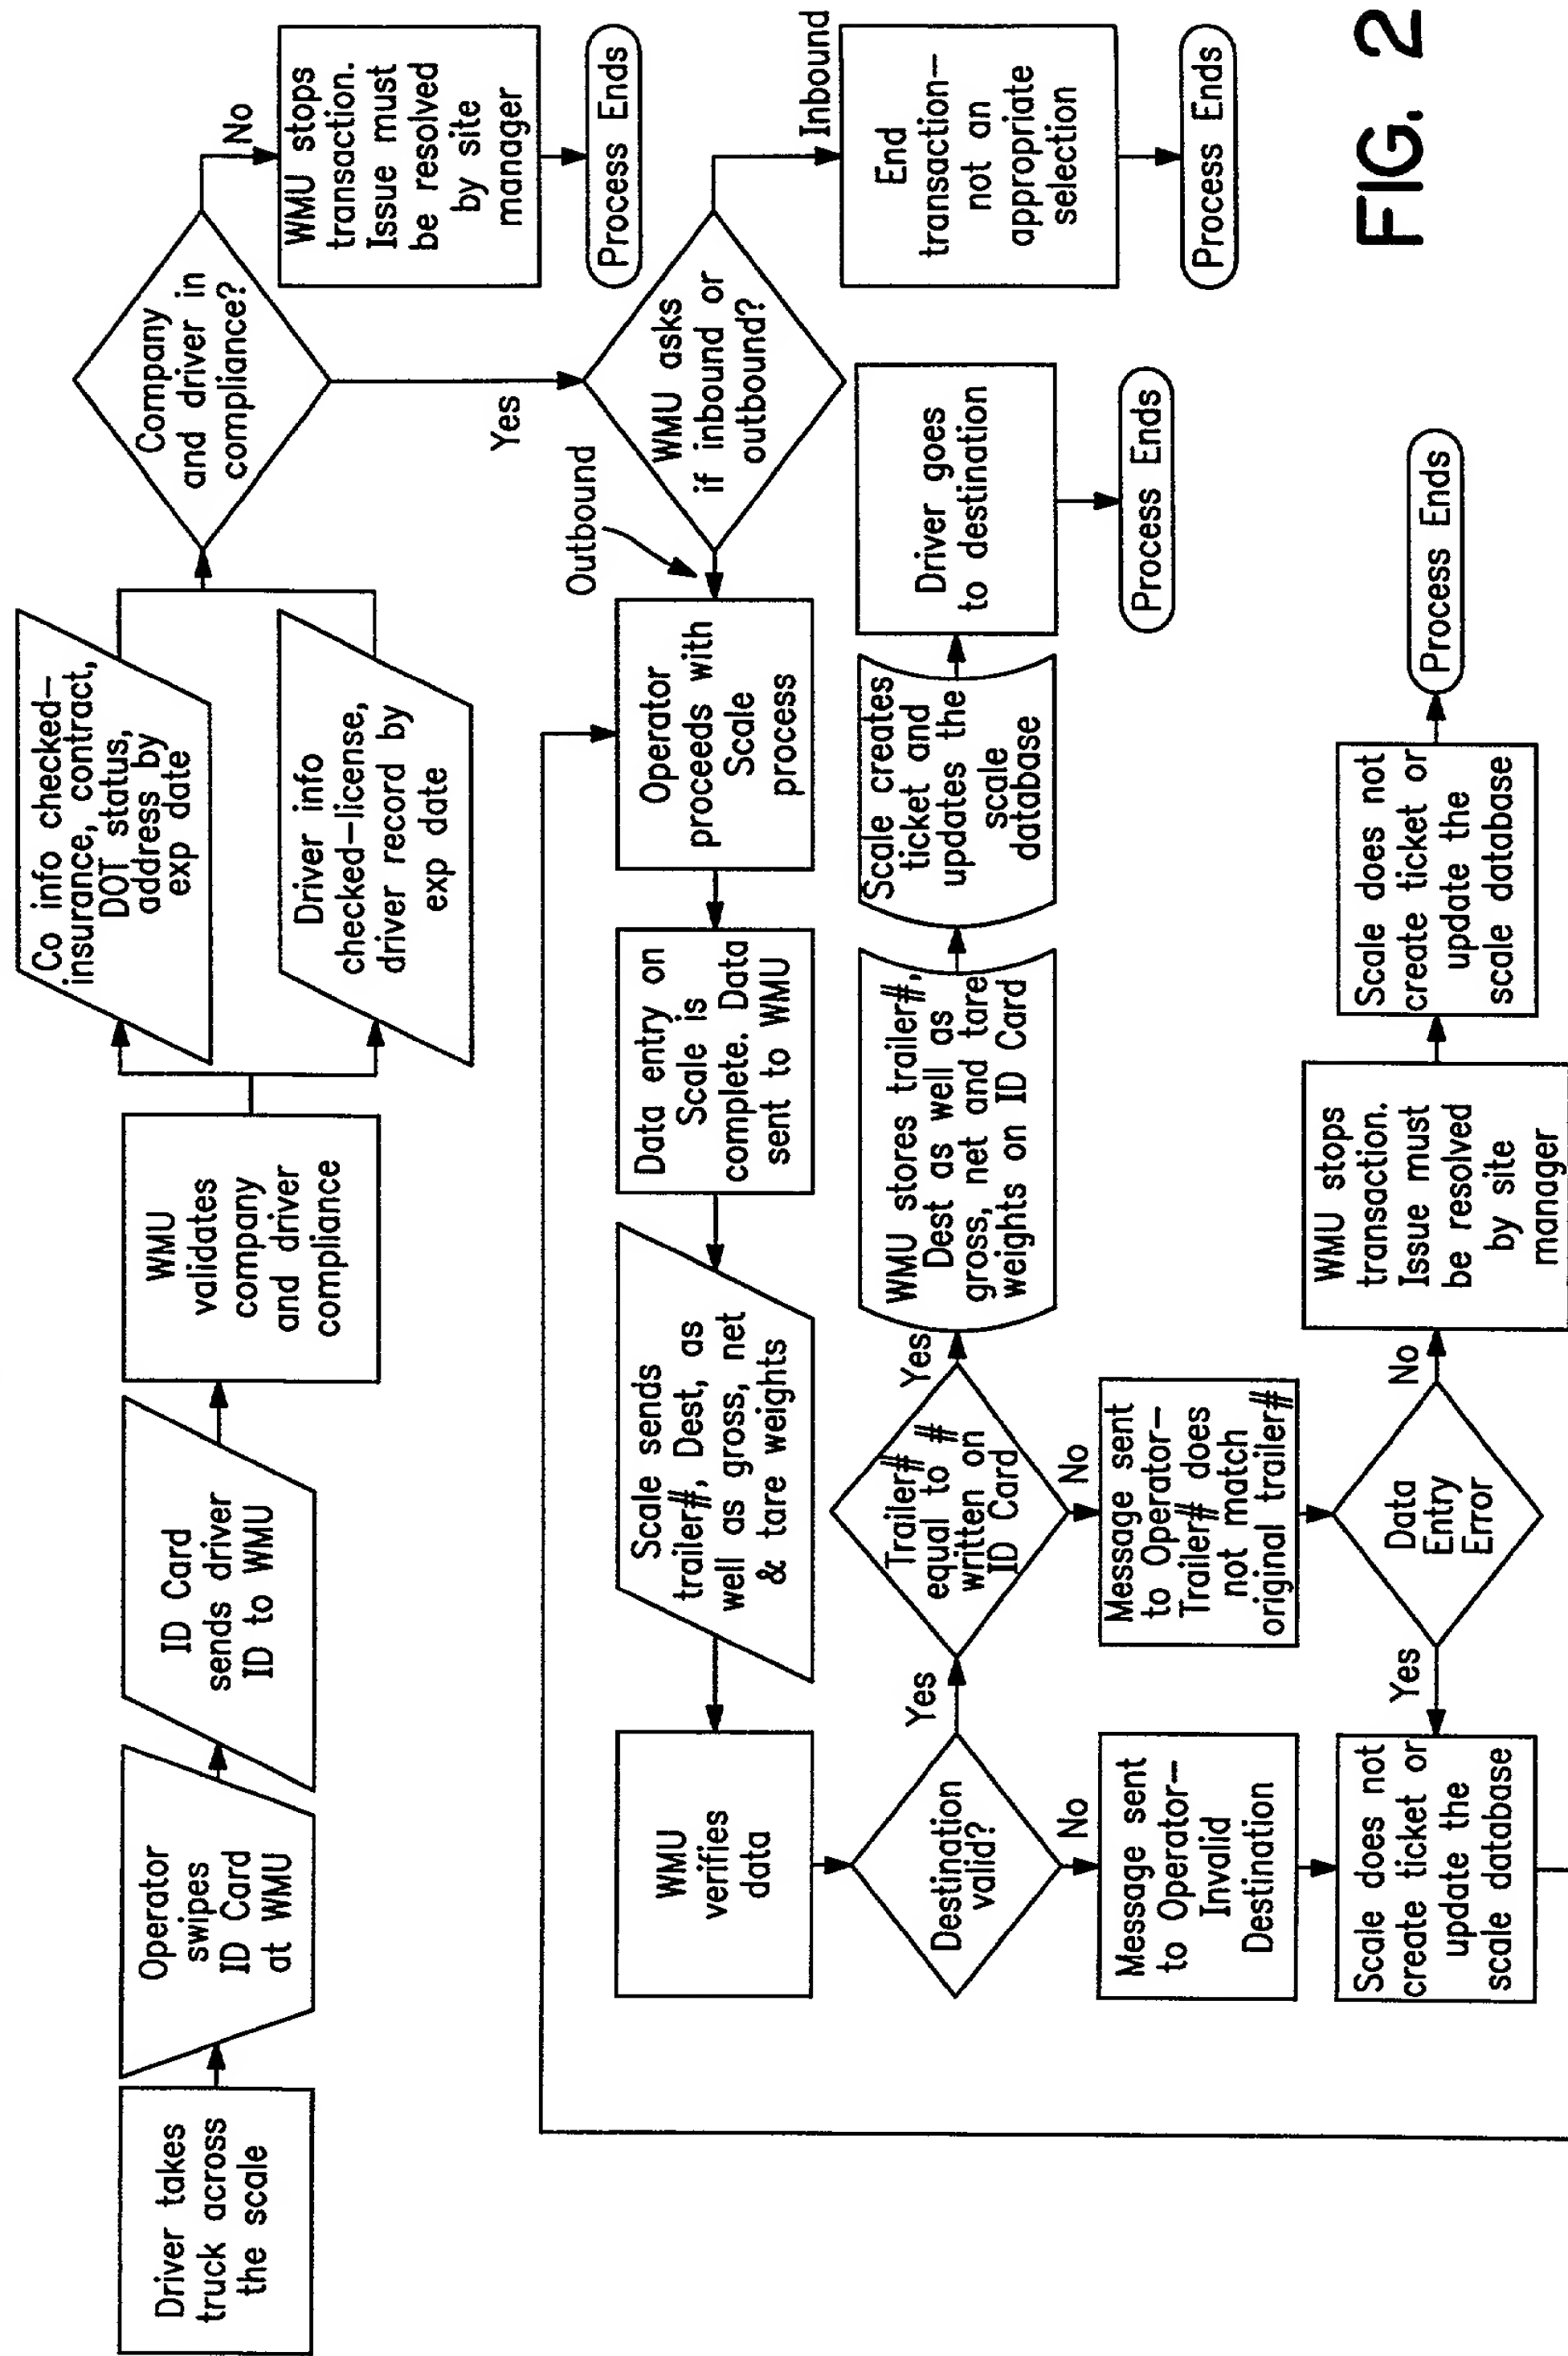 Driver takes
truck across
the scale
Operator
swipes
ID Card
at WMU
ID Card
sends driver
ID to WMU
WMU
validates
company
and driver
compliance
Co info checked–
insurance, contract,
DOT status,
address by
exp date
Driver info
checked–license,
driver record by
exp date
Company
and driver in
compliance?
No
WMU stops
transaction.
Issue must
be resolved
by site
manager
Process Ends
Yes
WMU asks
if inbound or
outbound?
Inbound
End
transaction–
not an
appropriate
selection
Process Ends
Outbound
Operator
proceeds with
Scale
process
Data entry on
Scale is
complete. Data
sent to WMU
Scale sends
trailer#, Dest, as
well as gross, net
& tare weights
WMU
verifies
data
Destination
valid?
Yes
Trailer#
equal to #
written on
ID Card
Yes
WMU stores trailer#,
Dest as well as
gross, net and tare
weights on ID Card
Scale creates
ticket and
updates the
scale
database
Driver goes
to destination
Process Ends
No
Message sent
to Operator–
Invalid
Destination
No
Message sent
to Operator–
Trailer# does
not match
original trailer#
Scale does not
create ticket or
update the
scale database
Yes
Data
Entry
Error
No
WMU stops
transaction.
Issue must
be resolved
by site
manager
Scale does not
create ticket or
update the
scale database
Process Ends
FIG. 2